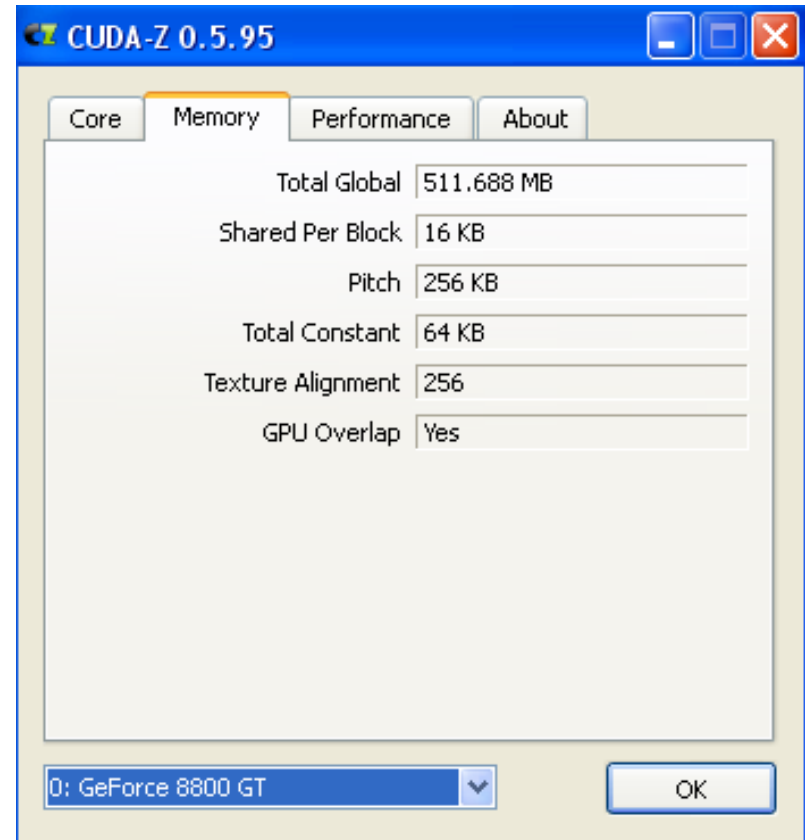 CUDA-Z 0.5.95
Core Memory Performance About
Total Global 511.688 MB
Shared Per Block 16 KB
Pitch 256 KB
Total Constant 64 KB
Texture Alignment 256
GPU Overlap Yes
0: GeForce 8800 GT OK